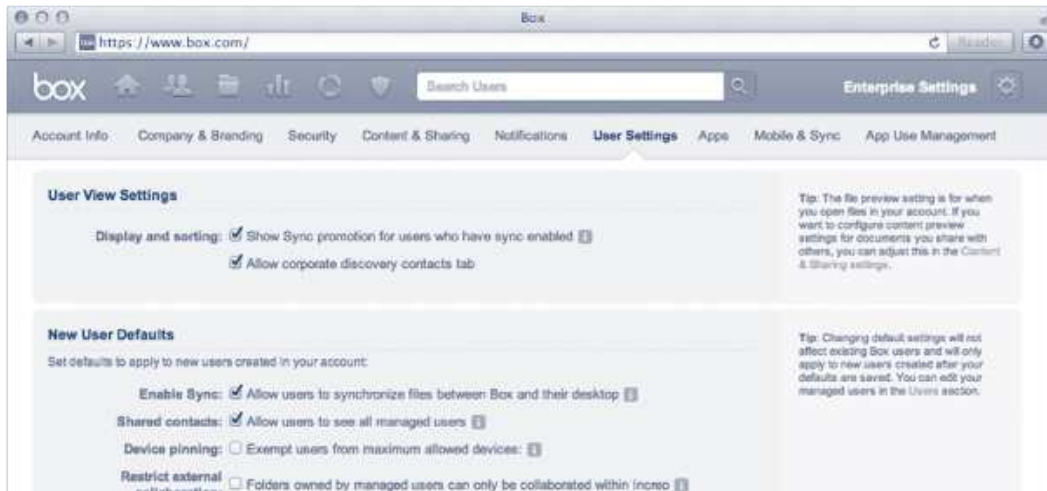 Box
https://www.box.com/
Reader
box
Search Users
Enterprise Settings
Account Info Company & Branding Security Content & Sharing Notifications User Settings Apps Mobile & Sync App Use Management
User View Settings
Display and sorting: Show Sync promotion for users who have sync enabled
Allow corporate discovery contacts tab
Tip: The file preview setting is for when
you open files in your account. If you
want to configure content preview
settings for documents you share with
others, you can adjust this in the Content
& Sharing settings.
New User Defaults
Set defaults to apply to new users created in your account:
Enable Sync: Allow users to synchronize files between Box and their desktop
Shared contacts: Allow users to see all managed users
Device pinning: Exempt users from maximum allowed devices:
Restrict external
collaboration: Folders owned by managed users can only be collaborated within Increo
Tip: Changing default settings will not
affect existing Box users and will only
apply to new users created after your
defaults are saved. You can edit your
managed users in the Users section.